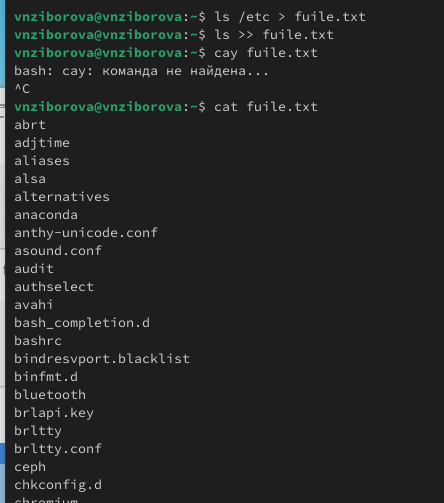 vnziborova@vnziborova:~$ ls /etc > fuile.txt
vnziborova@vnziborova:~$ ls >> fuile.txt
vnziborova@vnziborova:~$ cay fuile.txt
bash: cay: команда не найдена...
^C
vnziborova@vnziborova:~$ cat fuile.txt
abrt
adjtime
aliases
alsa
alternatives
anaconda
anthy-unicode.conf
asound.conf
audit
authselect
avahi
bash_completion.d
bashrc
bindresvport.blacklist
binfmt.d
bluetooth
brlapi.key
brltty
brltty.conf
ceph
chkconfig.d
chromium